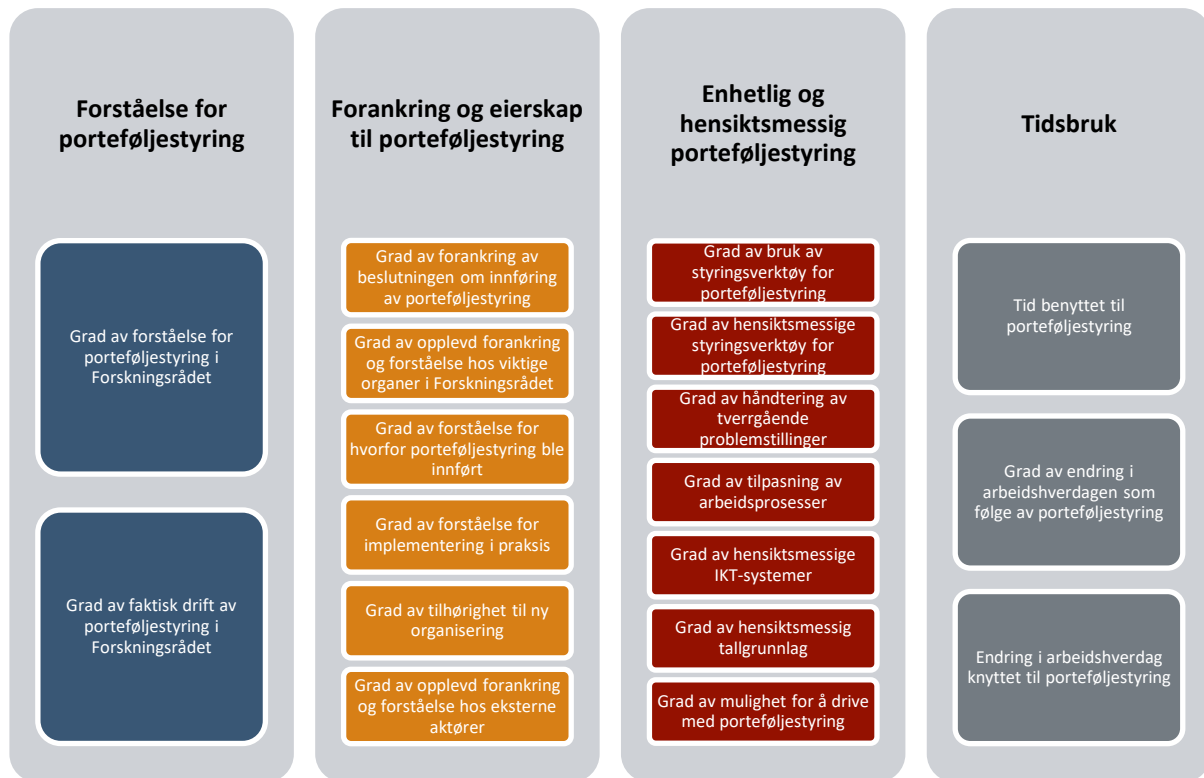 Forståelse for
porteføljestyring
Grad av forståelse for
porteføljestyring i
Forskningsrådet
Grad av faktisk drift av
porteføljestyring i
Forskningsrådet
Forankring og eierskap
til porteføljestyring
Grad av forankring av
beslutningen om innføring
av porteføljestyring
Grad av opplevd forankring
og forståelse hos viktige
organer i Forskningsrådet
Grad av forståelse for
hvorfor porteføljestyring ble
innført
Grad av forståelse for
implementering i praksis
Grad av tilhørighet til ny
organisering
Grad av opplevd forankring
og forståelse hos eksterne
aktører
Enhetlig og
hensiktsmessig
porteføljestyring
Grad av bruk av
styringsverktøy for
porteføljestyring
Grad av hensiktsmessige
styringsverktøy for
porteføljestyring
Grad av håndtering av
tverrgående
problemstillinger
Grad av tilpasning av
arbeidsprosesser
Grad av hensiktsmessige
IKT-systemer
Grad av hensiktsmessig
tallgrunnlag
Grad av mulighet for å drive
med porteføljestyring
Tidsbruk
Tid benyttet til
porteføljestyring
Grad av endring i
arbeidshverdagen som
følge av porteføljestyring
Endring i arbeidshverdag
knyttet til porteføljestyring